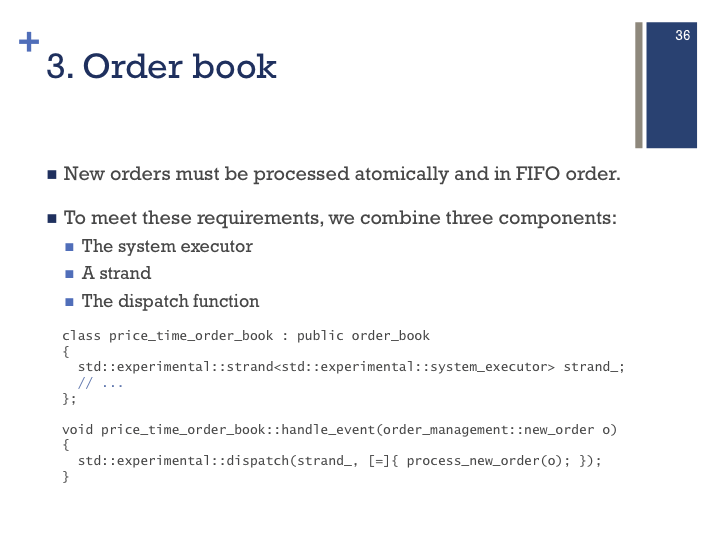 36
+
3. Order book
■ New orders must be processed atomically and in FIFO order.
■ To meet these requirements, we combine three components:
■ The system executor
■ A strand
■ The dispatch function
class price_time_order_book : public order_book
{
  std::experimental::strand<std::experimental::system_executor> strand_;
  // ...
};
void price_time_order_book::handle_event(order_management::new_order o)
{
  std::experimental::dispatch(strand_, [=]{ process_new_order(o); });
}